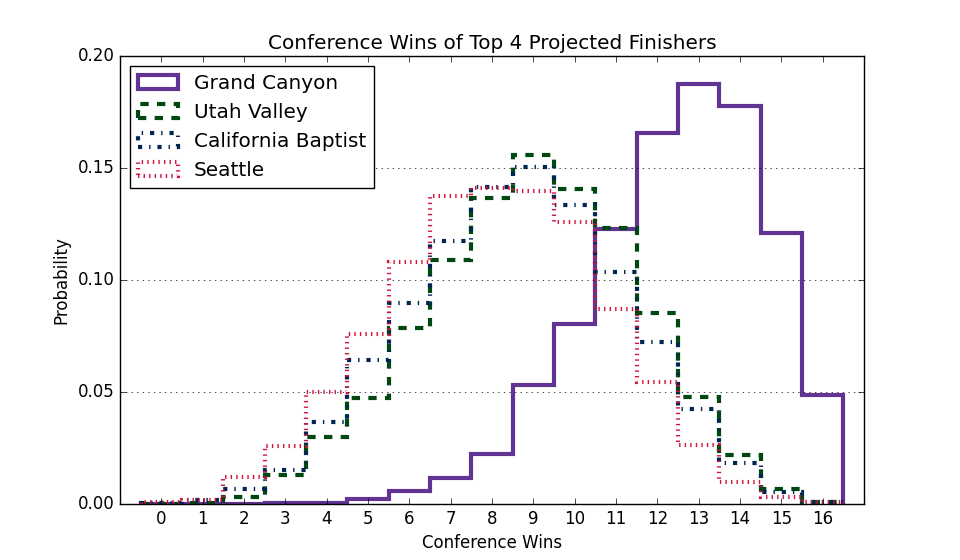 Conference Wins of Top 4 Projected Finishers
Grand Canyon
Utah Valley
California Baptist
Seattle
Probability
0.20
0.15
0.10
0.05
0.00
0 1 2 3 4 5 6 7 8 9 10 11 12 13 14 15 16
Conference Wins